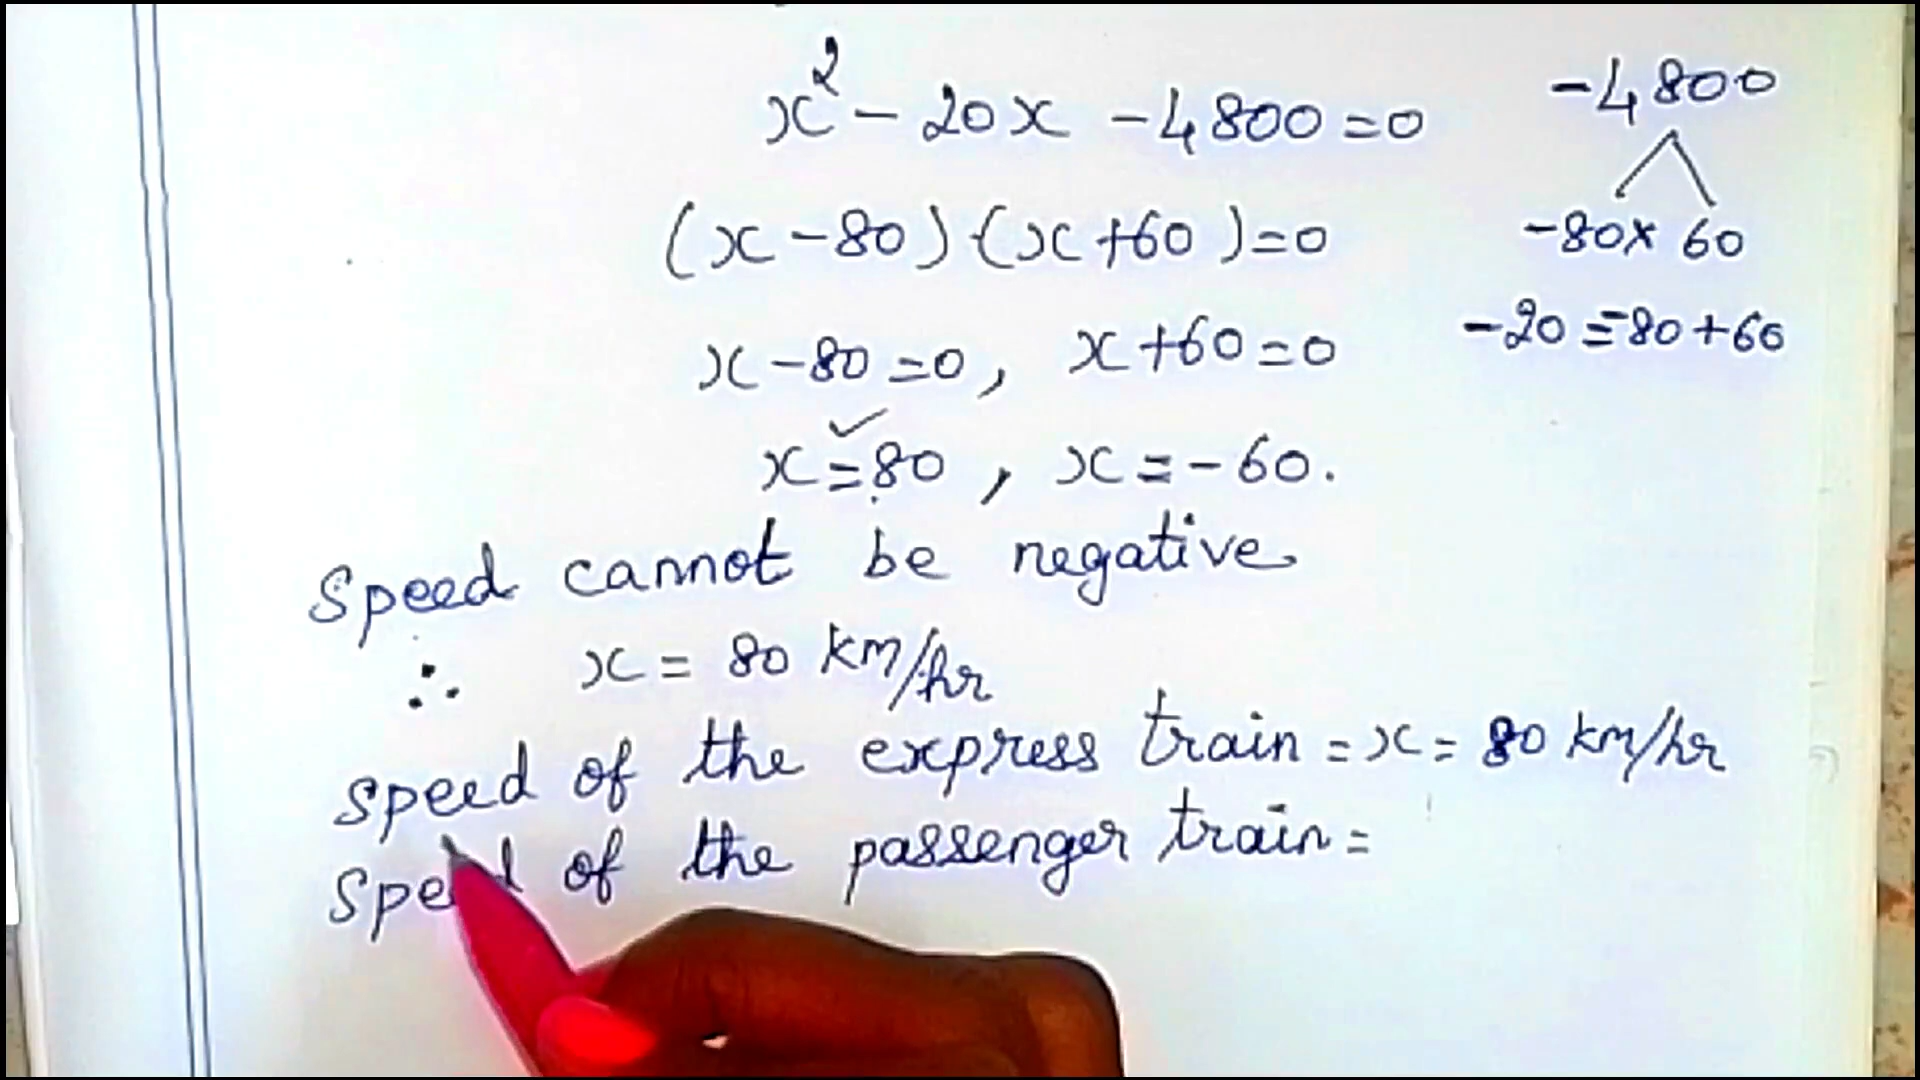 x² - 20x - 4800 = 0
-4800
(x - 80) (x + 60) = 0
-80 x 60
x - 80 = 0, x + 60 = 0
-20 = -80 + 60
✓
x = 80, x = -60.
Speed cannot be negative
∴ x = 80 km/hr
Speed of the express train = x = 80 km/hr
Speed of the passenger train =